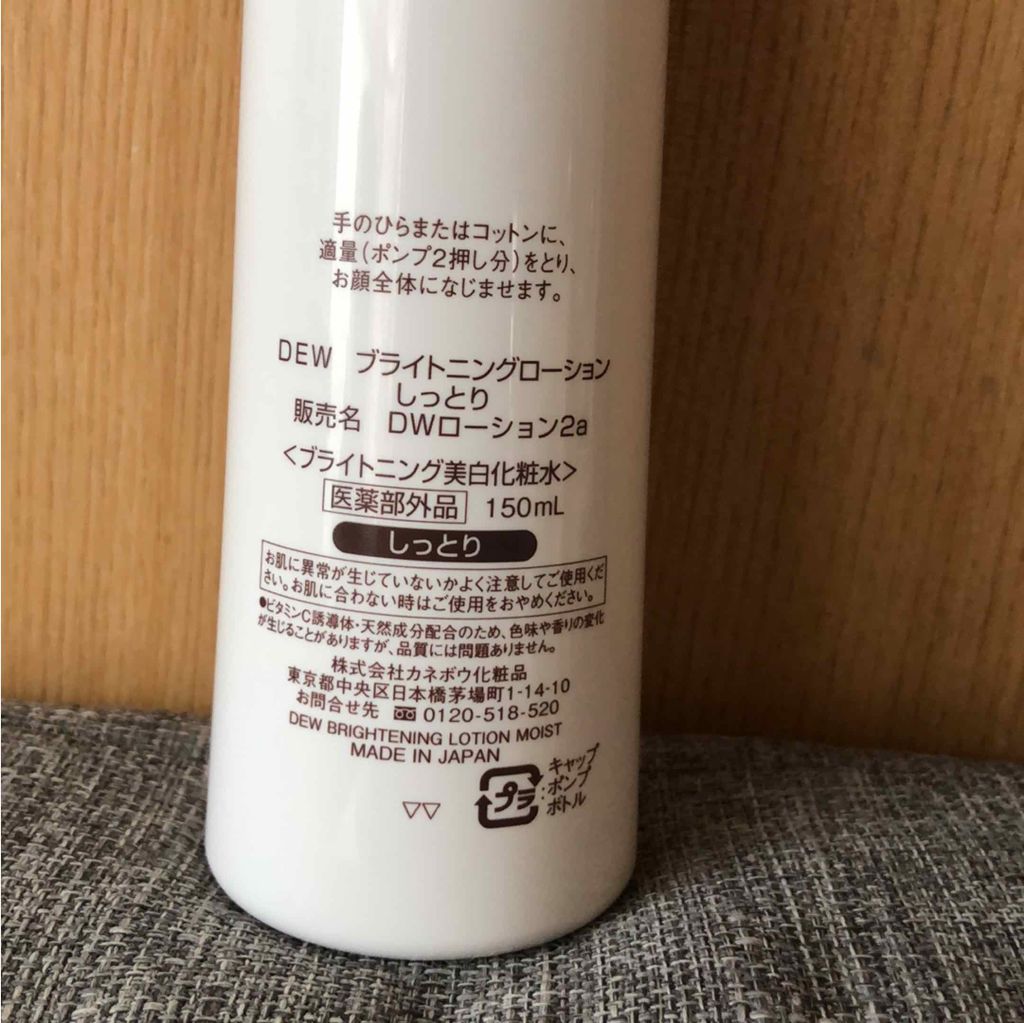 手のひらまたはコットンに、
適量(ポンプ2押し分)をとり、
お顔全体になじませます。
DEW ブライトニングローション
しっとり
販売名 DWローション2a
<ブライトニング美白化粧水>
医薬部外品 150mL
しっとり
お肌に異常が生じていないかよく注意してご使用くだ
さい。お肌に合わない時はご使用をおやめください。
●ビタミンC誘導体・天然成分配合のため、色味や香りの変化
が生じることがありますが、品質には問題ありません。
株式会社カネボウ化粧品
東京都中央区日本橋茅場町1-14-10
お問合せ先 0120-518-520
DEW BRIGHTENING LOTION MOIST
MADE IN JAPAN
プラ:キャップ
ポンプ
ボトル